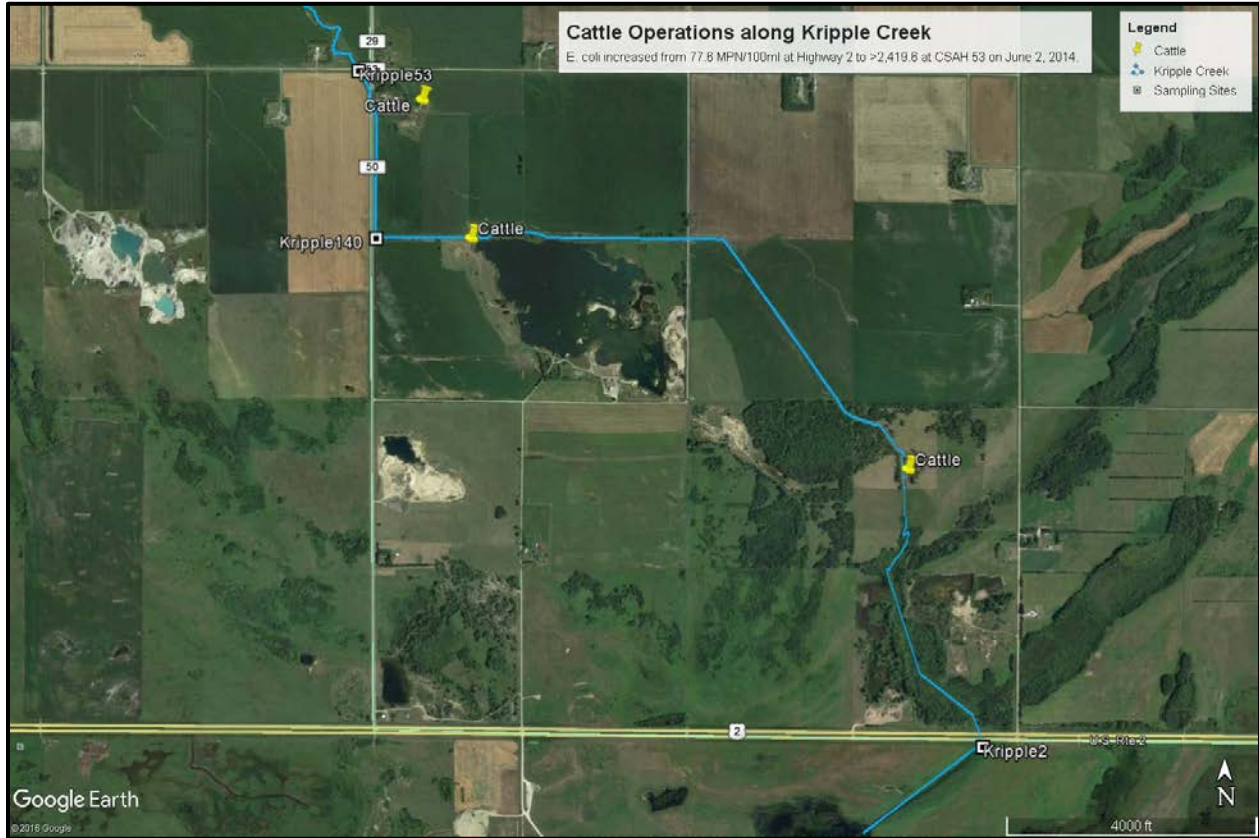 Cattle Operations along Kripple Creek
E. coli increased from 77.6 MPN/100ml at Highway 2 to >2,419.6 at CSAH 53 on June 2, 2014.
Legend
Cattle
Kripple Creek
Sampling Sites
29
Kripple53
Cattle
50
Kripple140
Cattle
Cattle
2
U.S. Rte 2
Kripple2
Google Earth
© 2016 Google
N
4000 ft